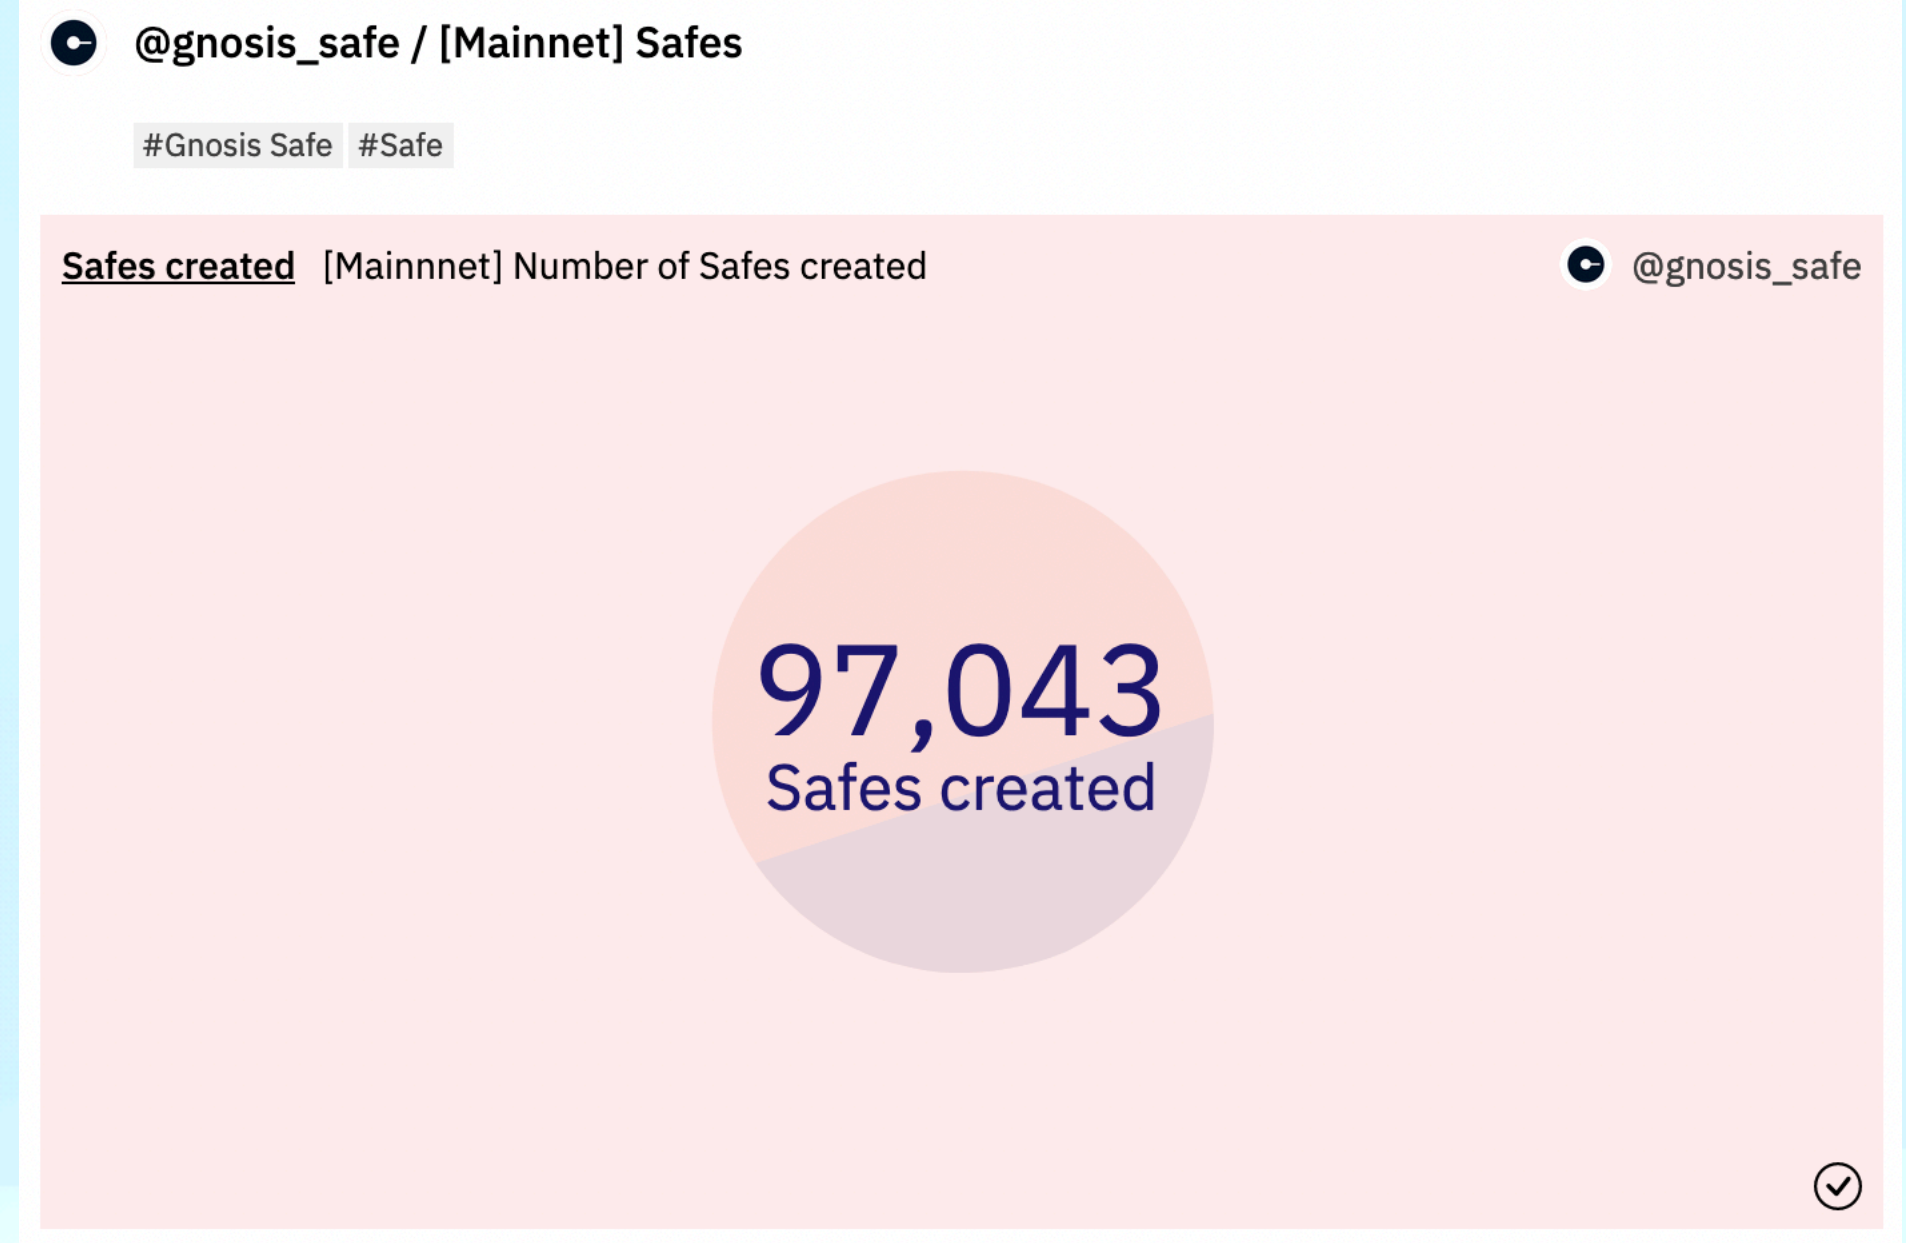 @gnosis_safe / [Mainnet] Safes
#Gnosis Safe #Safe
Safes created [Mainnnet] Number of Safes created @gnosis_safe
97,043
Safes created